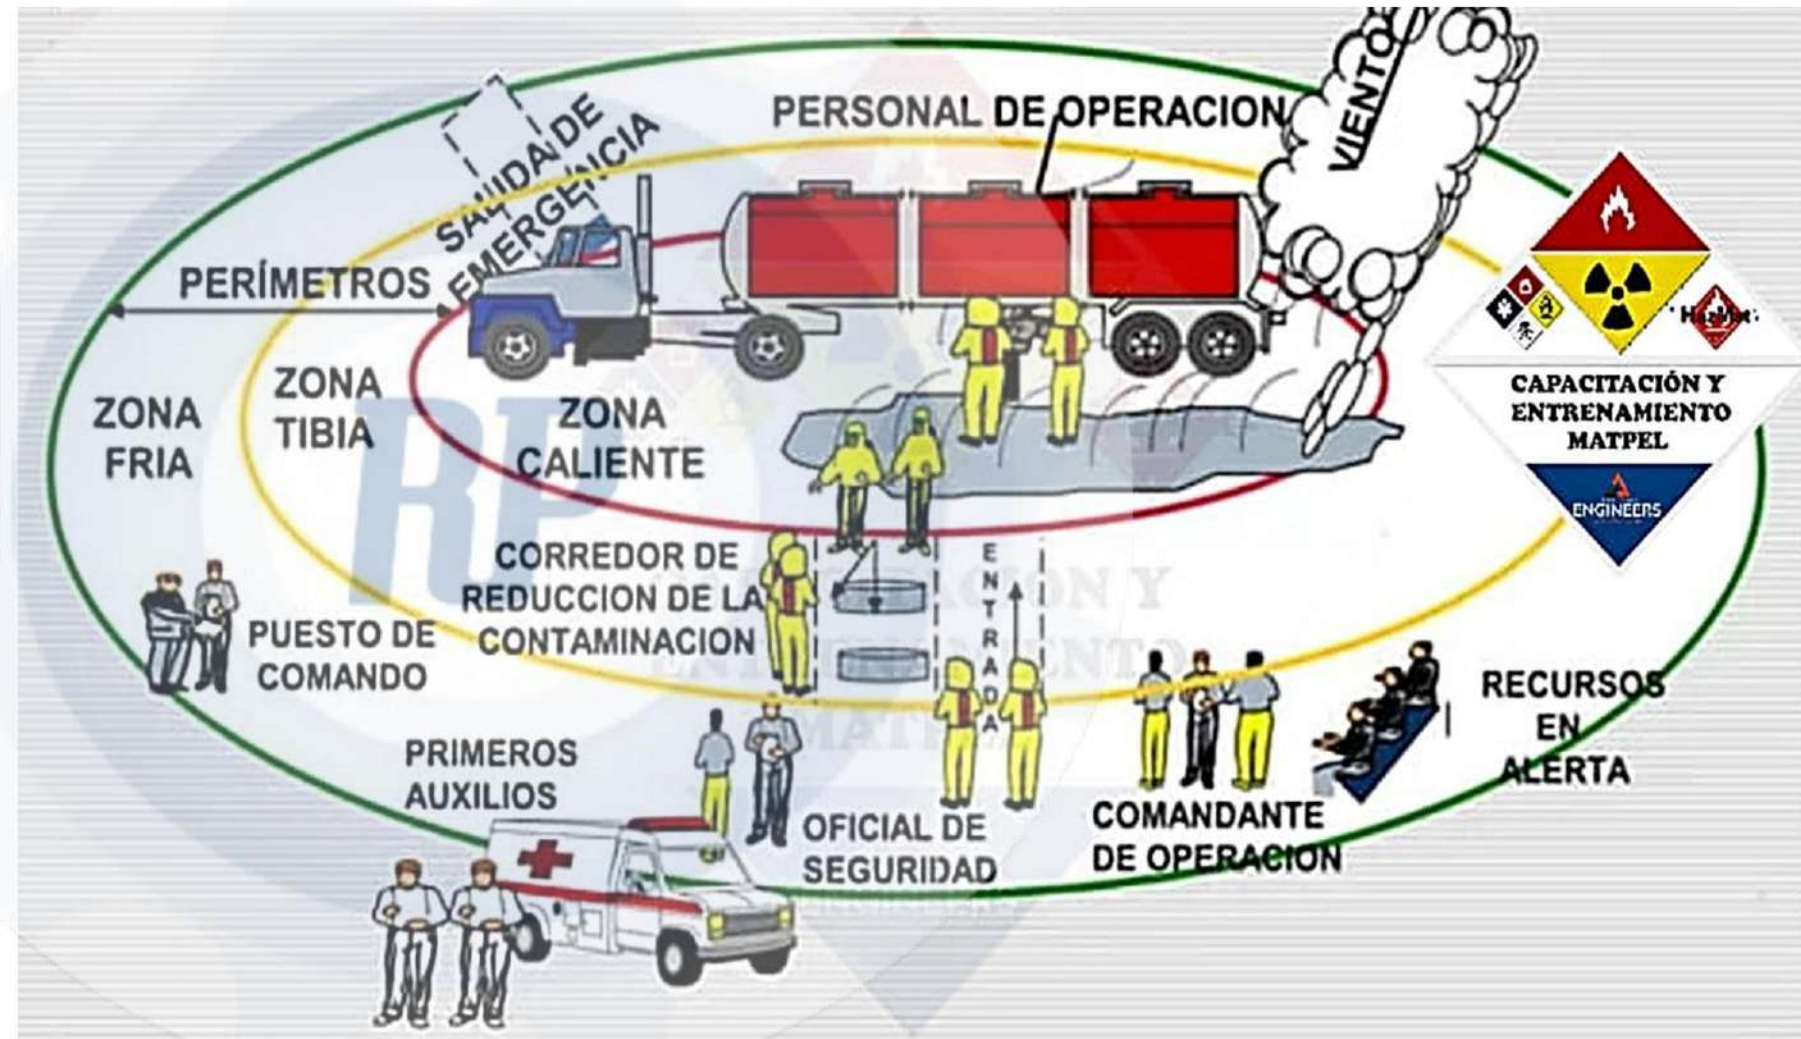 PERSONAL DE OPERACION
VIENTO
SALIDA DE
EMERGENCIA
PERÍMETROS
ZONA
FRIA
ZONA
TIBIA
ZONA
CALIENTE
HazMat
CAPACITACIÓN Y
ENTRENAMIENTO
MATPEL
ENGINEERS
CORREDOR DE
REDUCCION DE LA
CONTAMINACION
ENTRADA
PUESTO DE
COMANDO
RECURSOS
EN
ALERTA
PRIMEROS
AUXILIOS
OFICIAL DE
SEGURIDAD
COMANDANTE
DE OPERACION
RP